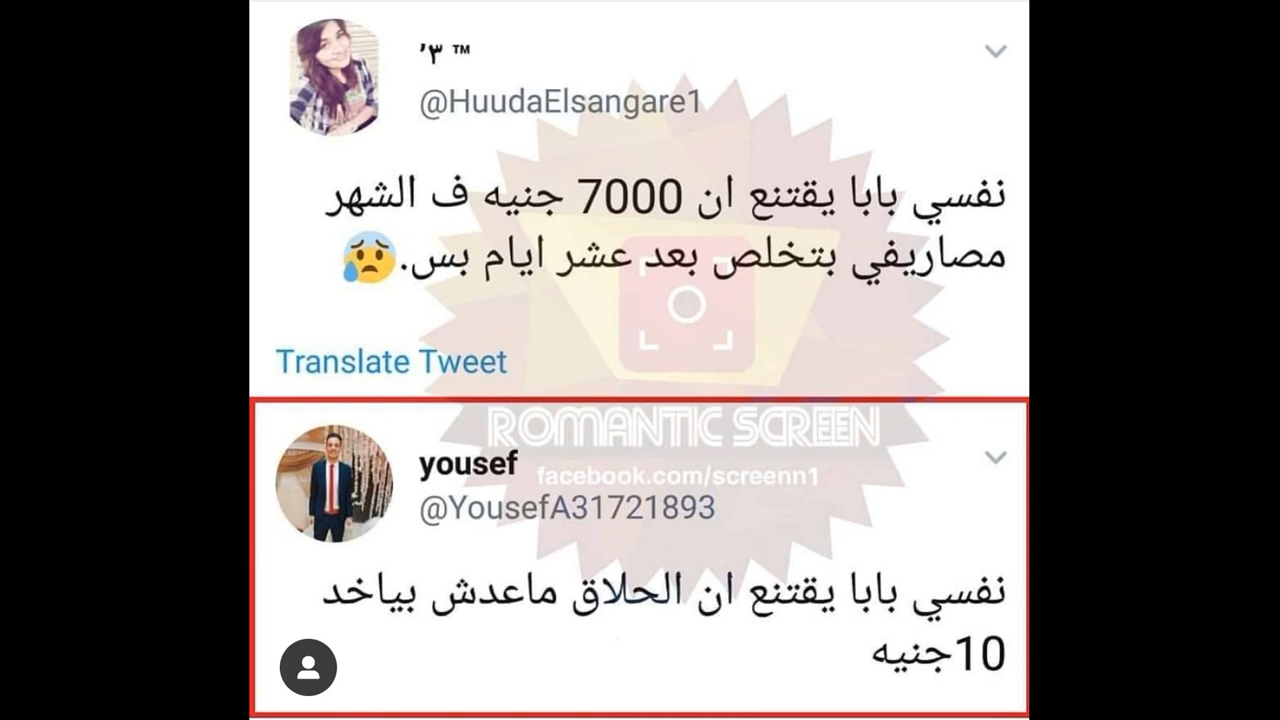 ٣’ ™
@HuudaElsangare1
نفسي بابا يقتنع ان 7000 جنيه ف الشهر
مصاريفي بتخلص بعد عشر ايام بس.😰
Translate Tweet
ROMANTIC SCREEN
facebook.com/screenn1
yousef
@YousefA31721893
نفسي بابا يقتنع ان الحلاق ماعدش بياخد
10جنيه